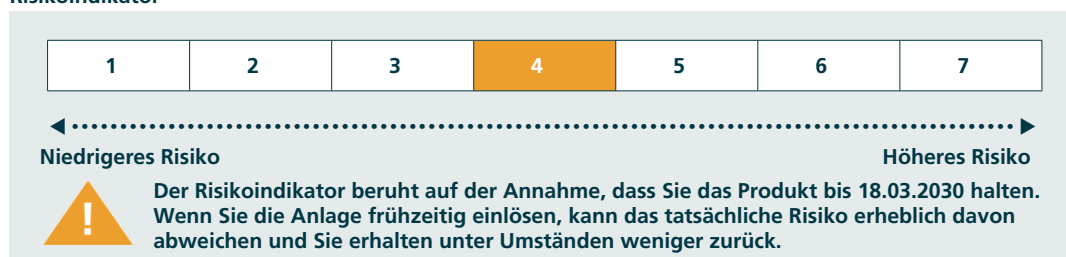 Risikoindikator
1 2 3 4 5 6 7
Niedrigeres Risiko Höheres Risiko
! Der Risikoindikator beruht auf der Annahme, dass Sie das Produkt bis 18.03.2030 halten.
Wenn Sie die Anlage frühzeitig einlösen, kann das tatsächliche Risiko erheblich davon
abweichen und Sie erhalten unter Umständen weniger zurück.